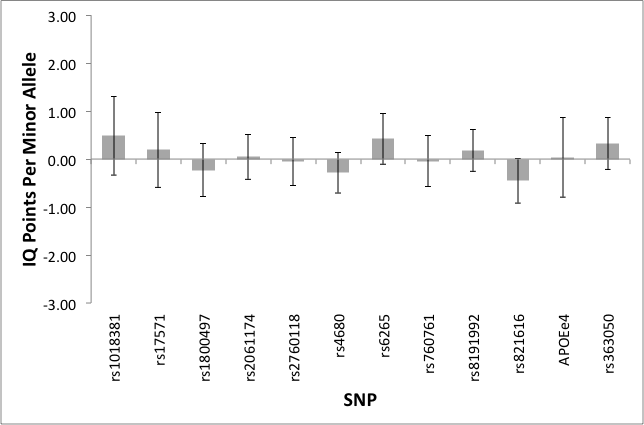 3.00
2.00
1.00
0.00
-1.00
-2.00
-3.00
IQ Points Per Minor Allele
rs1018381
rs17571
rs1800497
rs2061174
rs2760118
rs4680
rs6265
rs760761
rs8191992
rs821616
APOEe4
rs363050
SNP